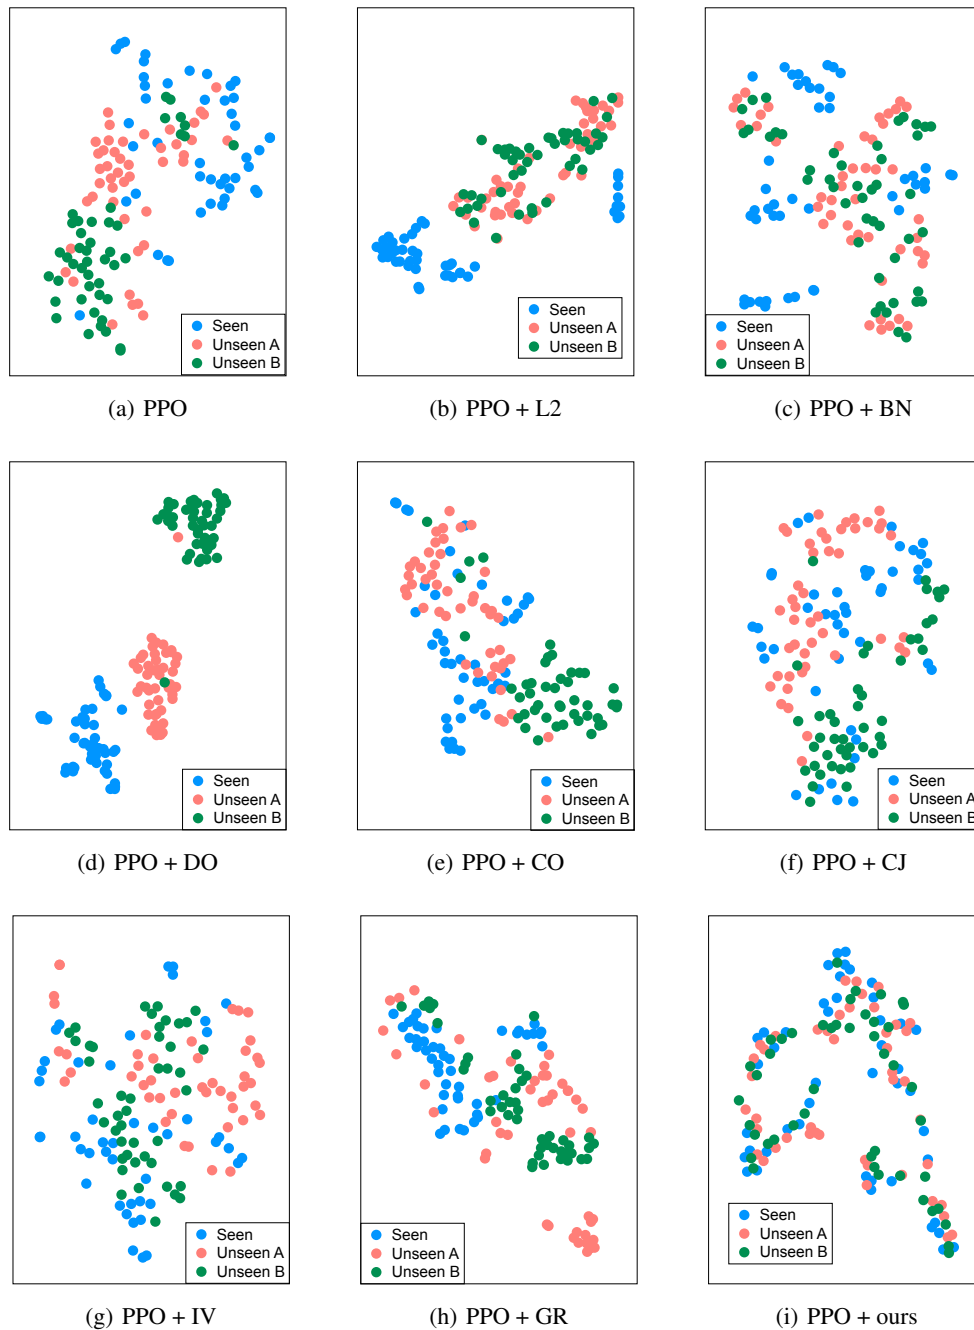 Seen
Unseen A
Unseen B
(a) PPO
Seen
Unseen A
Unseen B
(b) PPO + L2
Seen
Unseen A
Unseen B
(c) PPO + BN
Seen
Unseen A
Unseen B
(d) PPO + DO
Seen
Unseen A
Unseen B
(e) PPO + CO
Seen
Unseen A
Unseen B
(f) PPO + CJ
Seen
Unseen A
Unseen B
(g) PPO + IV
Seen
Unseen A
Unseen B
(h) PPO + GR
Seen
Unseen A
Unseen B
(i) PPO + ours